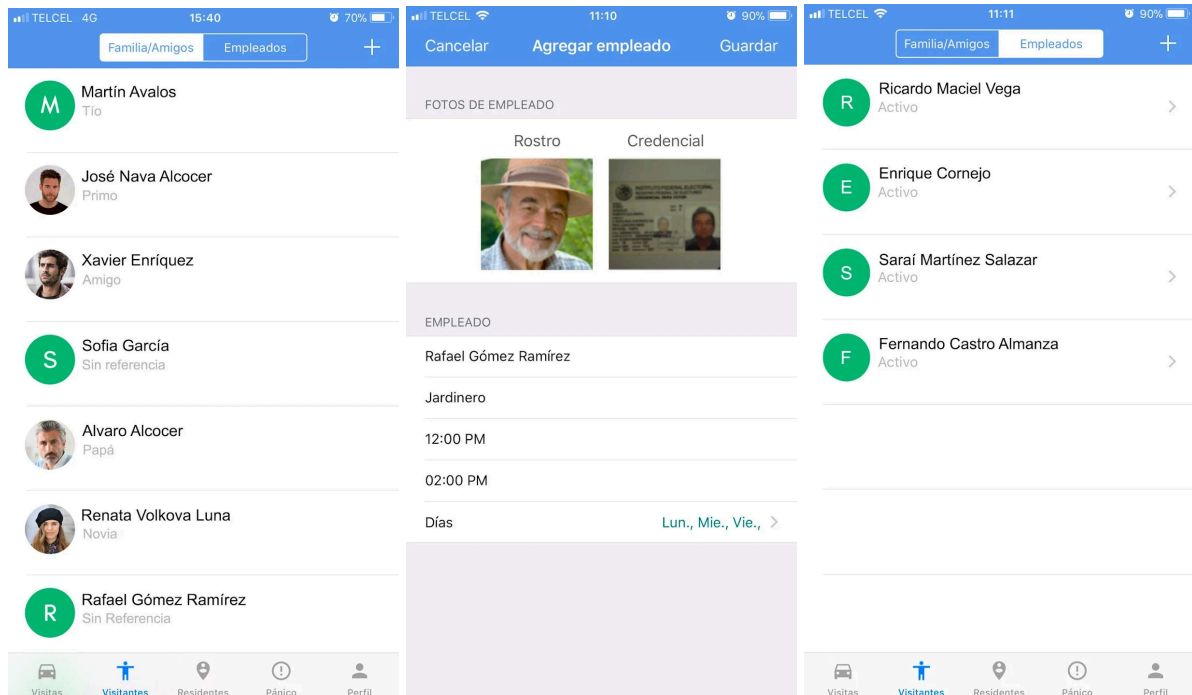 TELCEL 4G 15:40 70%
Familia/Amigos Empleados
Martín Avalos
Tío
José Nava Alcocer
Primo
Xavier Enríquez
Amigo
S
Sofia García
Sin referencia
Alvaro Alcocer
Papá
Renata Volkova Luna
Novia
R
Rafael Gómez Ramírez
Sin Referencia
Visitas Visitantes Residentes Pánico Perfil
TELCEL 11:10 90%
Cancelar Agregar empleado Guardar
FOTOS DE EMPLEADO
Rostro Credencial
INSTITUTO FEDERAL ELECTORAL
EMPLEADO
Rafael Gómez Ramírez
Jardinero
12:00 PM
02:00 PM
Días Lun., Mie., Vie.,
TELCEL 11:11 90%
Familia/Amigos Empleados
R
Ricardo Maciel Vega
Activo
E
Enrique Cornejo
Activo
S
Saraí Martínez Salazar
Activo
F
Fernando Castro Almanza
Activo
Visitas Visitantes Residentes Pánico Perfil